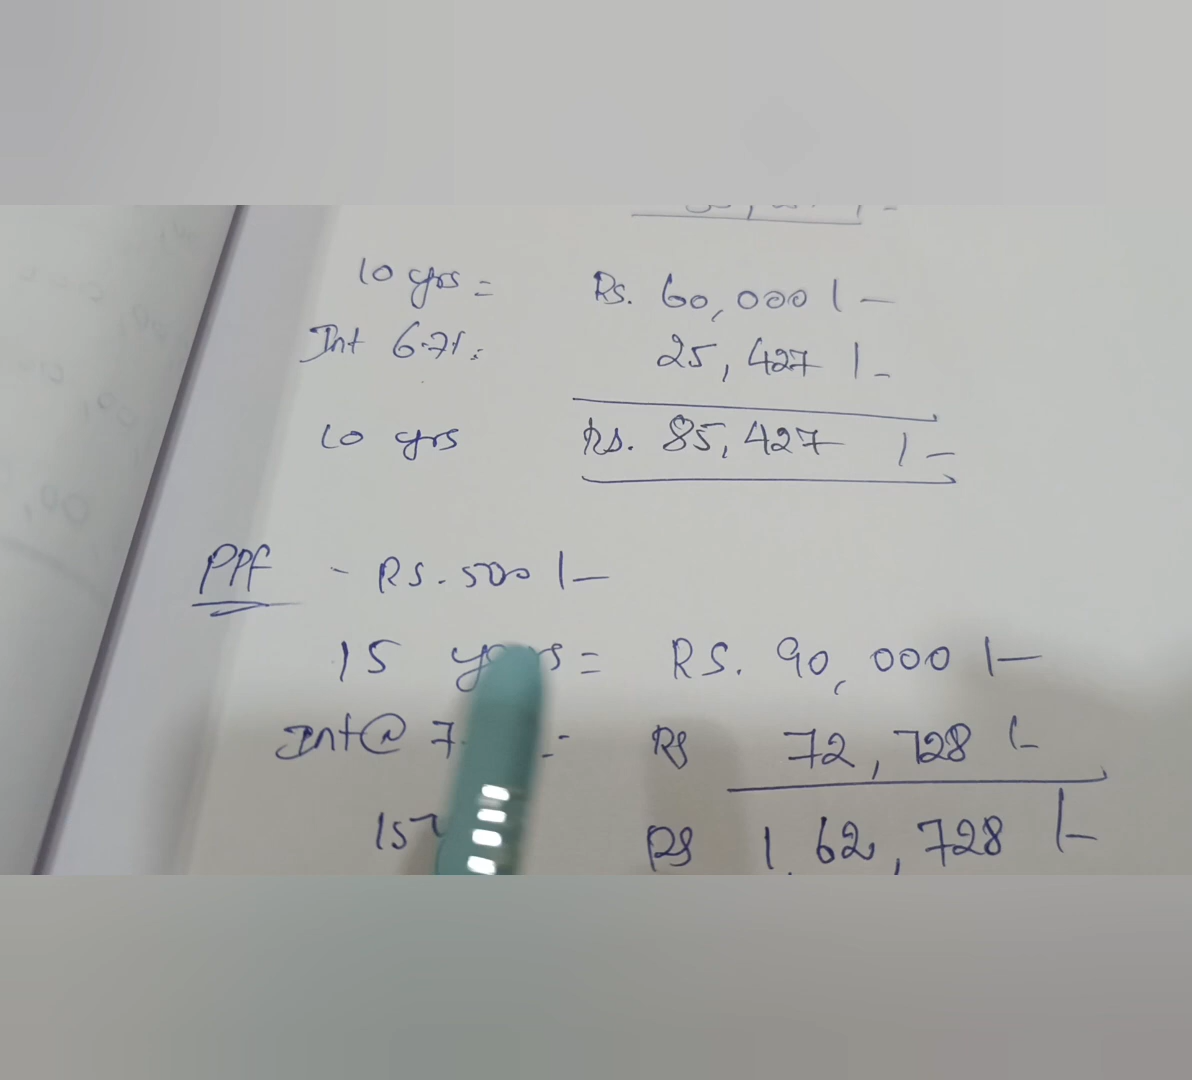 10 yrs = Rs. 60,000/-
Int 6.7%: 25,427/-
10 yrs Rs. 85,427/-
PPF - RS. 500/-
15 = RS. 90,000/-
Int@ 7. Rs 72,728/-
15 Rs 1,62,728/-